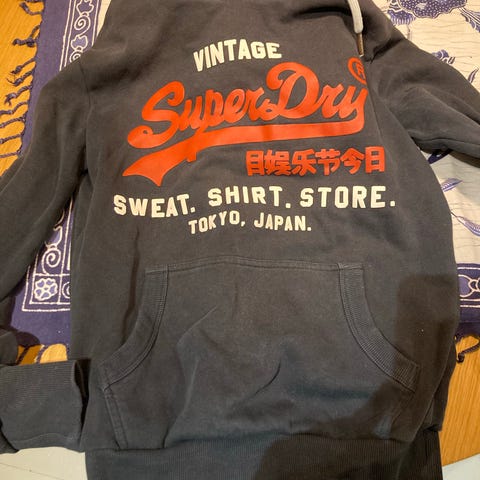 VINTAGE
SuperDry®
目娱乐节今日
SWEAT. SHIRT. STORE.
TOKYO, JAPAN.